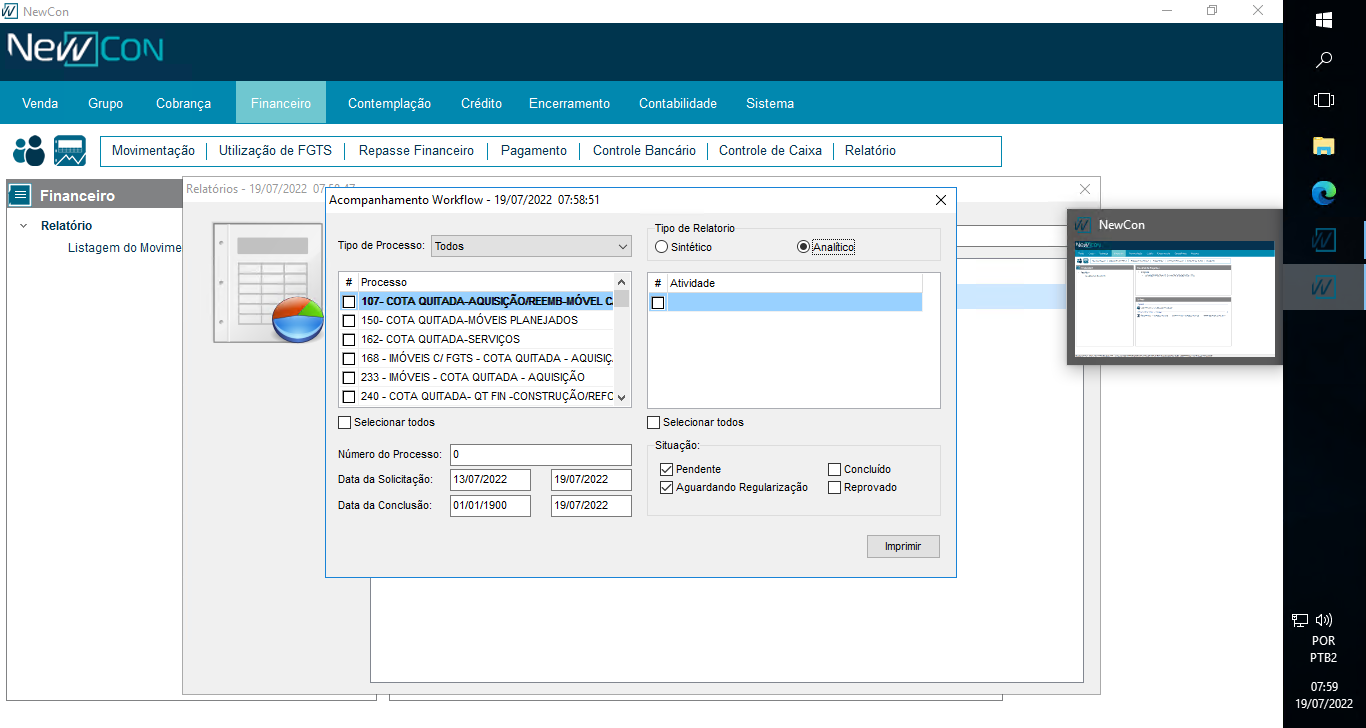 NewCon
NewCon
Venda Grupo Cobrança Financeiro Contemplação Crédito Encerramento Contabilidade Sistema
Movimentação Utilização de FGTS Repasse Financeiro Pagamento Controle Bancário Controle de Caixa Relatório
Financeiro
Relatório
Listagem do Movime
Relatórios - 19/07/2022
Acompanhamento Workflow - 19/07/2022 07:58:51
Tipo de Processo: Todos
Tipo de Relatorio
Sintético Analítico
# Processo
107- COTA QUITADA-AQUISIÇÃO/REEMB-MÓVEL
150- COTA QUITADA-MÓVEIS PLANEJADOS
162- COTA QUITADA-SERVIÇOS
168 - IMÓVEIS C/ FGTS - COTA QUITADA - AQUISIÇ
233 - IMÓVEIS - COTA QUITADA - AQUISIÇÃO
240 - COTA QUITADA- QT FIN -CONSTRUÇÃO/REFO
Selecionar todos
# Atividade
Selecionar todos
Número do Processo: 0
Data da Solicitação: 13/07/2022 19/07/2022
Data da Conclusão: 01/01/1900 19/07/2022
Situação:
Pendente Concluído
Aguardando Regularização Reprovado
Imprimir
NewCon
POR
PTB2
07:59
19/07/2022